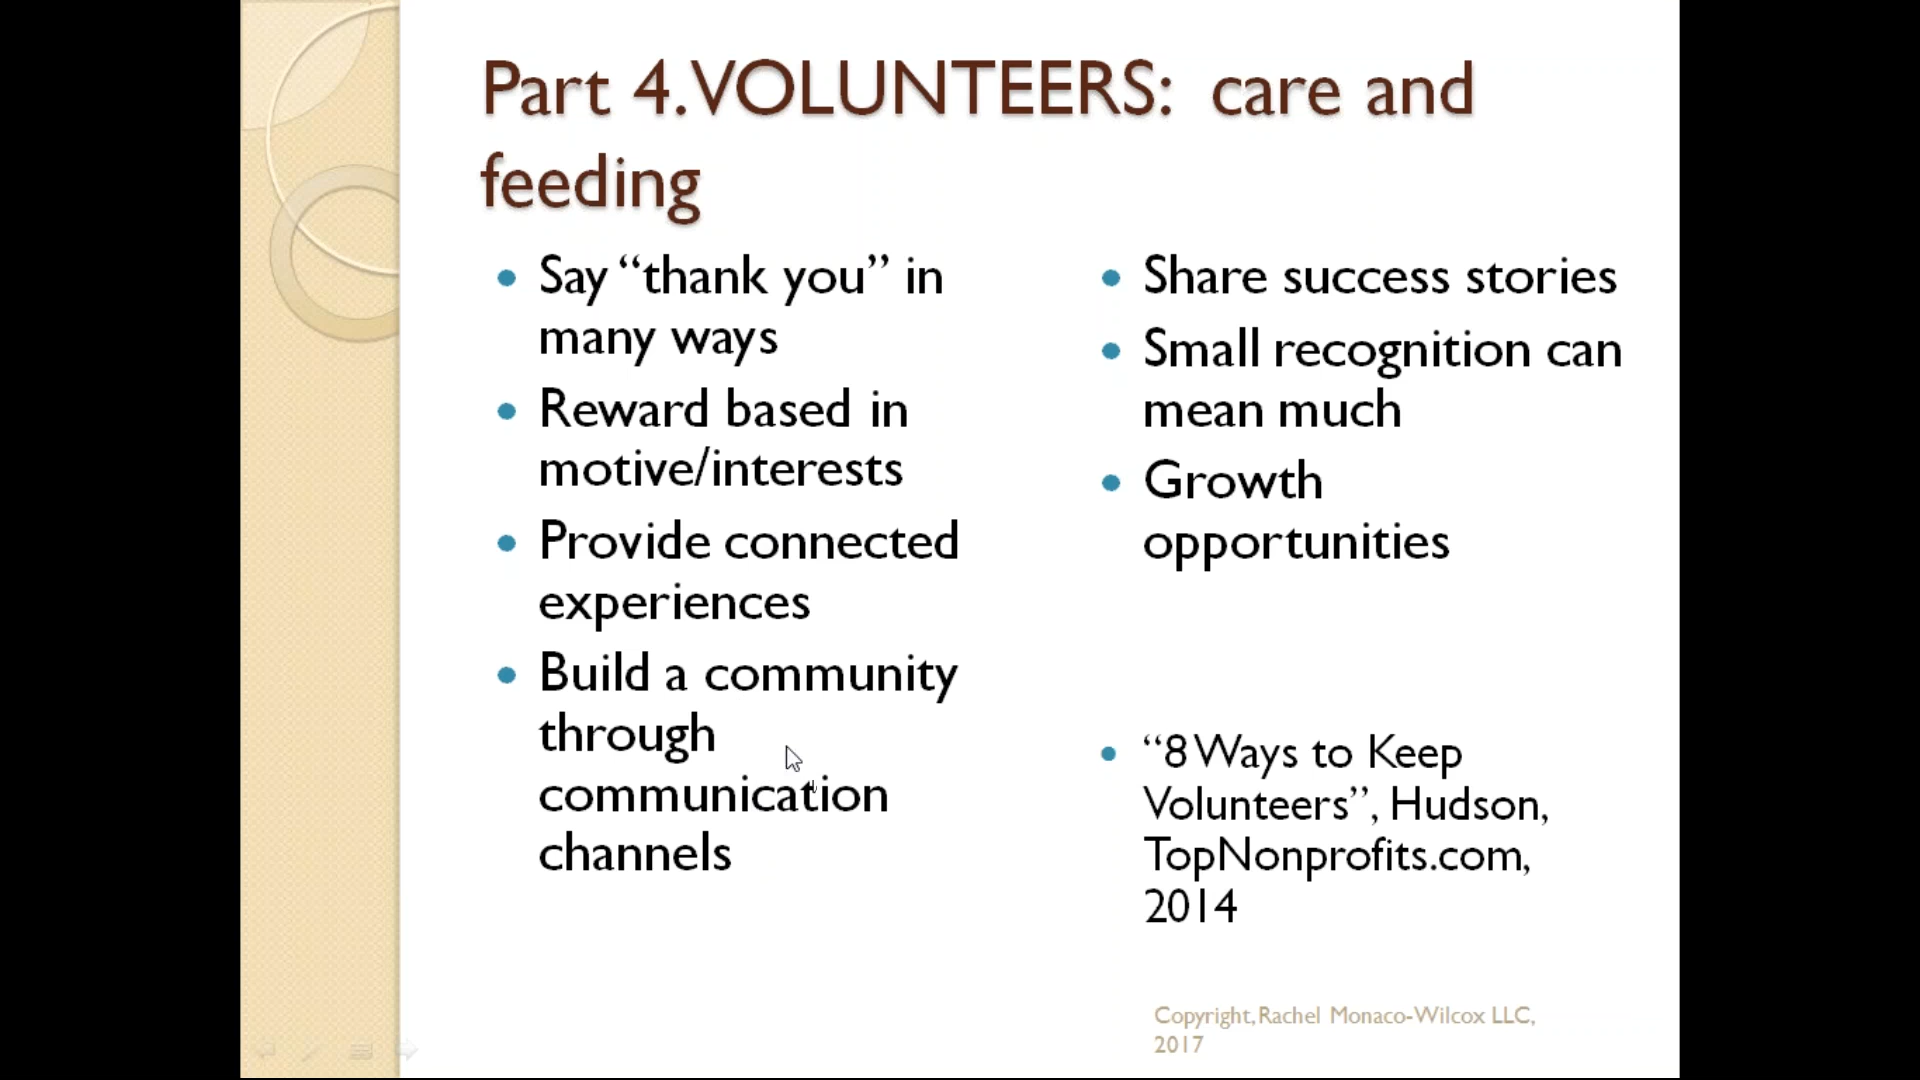 Part 4. VOLUNTEERS: care and
feeding
Say “thank you” in
many ways
Reward based in
motive/interests
Provide connected
experiences
Build a community
through
communication
channels
Share success stories
Small recognition can
mean much
Growth
opportunities
“8 Ways to Keep
Volunteers”, Hudson,
TopNonprofits.com,
2014
Copyright, Rachel Monaco-Wilcox LLC,
2017